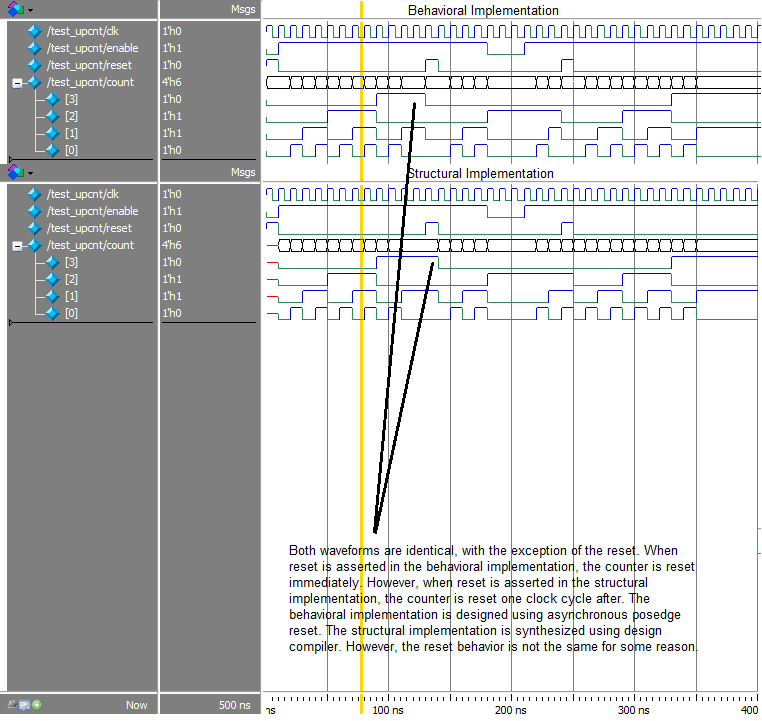 Msgs
Behavioral Implementation
/test_upcnt/clk 1'h0
/test_upcnt/enable 1'h1
/test_upcnt/reset 1'h0
/test_upcnt/count 4'h6
[3] 1'h0
[2] 1'h1
[1] 1'h1
[0] 1'h0
Msgs
Structural Implementation
/test_upcnt/clk 1'h0
/test_upcnt/enable 1'h1
/test_upcnt/reset 1'h0
/test_upcnt/count 4'h6
[3] 1'h0
[2] 1'h1
[1] 1'h1
[0] 1'h0
Both waveforms are identical, with the exception of the reset. When
reset is asserted in the behavioral implementation, the counter is reset
immediately. However, when reset is asserted in the structural
implementation, the counter is reset one clock cycle after. The
behavioral implementation is designed using asynchronous posedge
reset. The structural implementation is synthesized using design
compiler. However, the reset behavior is not the same for some reason.
Now 500 ns
ns 100 ns 200 ns 300 ns 400